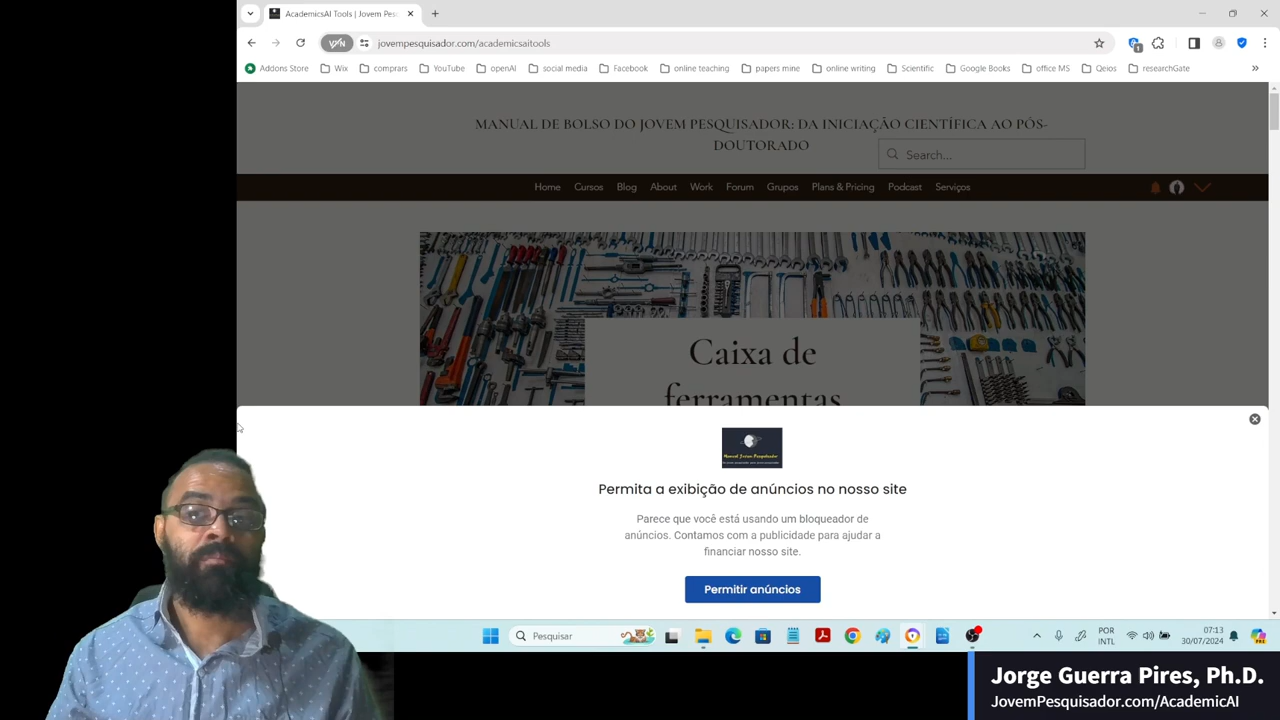 AcademicsAI Tools | Jovem Pes
jovempesquisador.com/academicsaitools
Addons Store Wix comprars YouTube openAI social media Facebook online teaching papers mine online writing Scientific Google Books office MS Qeios researchGate
MANUAL DE BOLSO DO JOVEM PESQUISADOR: DA INICIAÇÃO CIENTÍFICA AO PÓS-
DOUTORADO
Search...
Home Cursos Blog About Work Forum Grupos Plans & Pricing Podcast Serviços
Caixa de
ferramentas
Manual Jovem Pesquisador
Permita a exibição de anúncios no nosso site
Parece que você está usando um bloqueador de
anúncios. Contamos com a publicidade para ajudar a
financiar nosso site.
Permitir anúncios
Pesquisar
POR
INTL
07:13
30/07/2024
Jorge Guerra Pires, Ph.D.
JovemPesquisador.com/AcademicAI